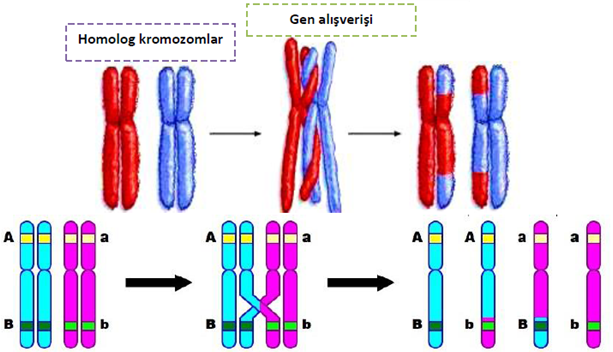 Homolog kromozomlar
Gen alışverişi
A a A a A A a a
B b B b B b B b